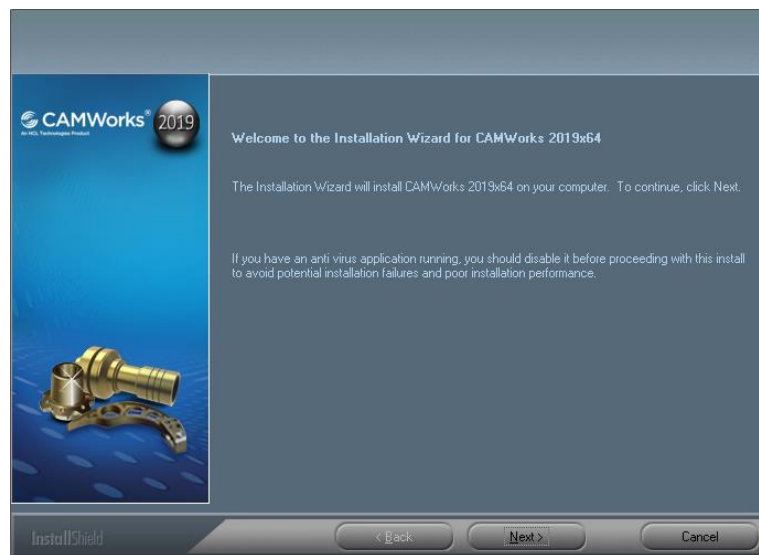 CAMWorks® 2019
An HCL Technologies Product
Welcome to the Installation Wizard for CAMWorks 2019x64
The Installation Wizard will install CAMWorks 2019x64 on your computer. To continue, click Next.
If you have an anti virus application running, you should disable it before proceeding with this install
to avoid potential installation failures and poor installation performance.
InstallShield
< Back
Next >
Cancel